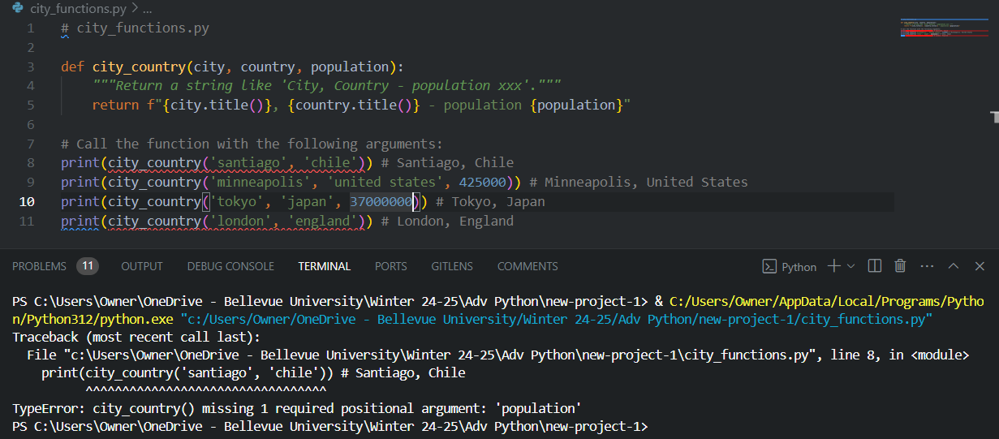 city_functions.py > ...
1 # city_functions.py
2
3 def city_country(city, country, population):
4     """Return a string like 'City, Country - population xxx'."""
5     return f"{city.title()}, {country.title()} - population {population}"
6
7 # Call the function with the following arguments:
8 print(city_country('santiago', 'chile')) # Santiago, Chile
9 print(city_country('minneapolis', 'united states', 425000)) # Minneapolis, United States
10 print(city_country('tokyo', 'japan', 37000000)) # Tokyo, Japan
11 print(city_country('london', 'england')) # London, England
PROBLEMS 11 OUTPUT DEBUG CONSOLE TERMINAL PORTS GITLENS COMMENTS Python
PS C:\Users\Owner\OneDrive - Bellevue University\Winter 24-25\Adv Python\new-project-1> & C:/Users/Owner/AppData/Local/Programs/Pytho
n/Python312/python.exe "c:/Users/Owner/OneDrive - Bellevue University/Winter 24-25/Adv Python/new-project-1/city_functions.py"
Traceback (most recent call last):
  File "c:\Users\Owner\OneDrive - Bellevue University\Winter 24-25\Adv Python\new-project-1\city_functions.py", line 8, in <module>
    print(city_country('santiago', 'chile')) # Santiago, Chile
          ^^^^^^^^^^^^^^^^^^^^^^^^^^^^^^^^^
TypeError: city_country() missing 1 required positional argument: 'population'
PS C:\Users\Owner\OneDrive - Bellevue University\Winter 24-25\Adv Python\new-project-1>